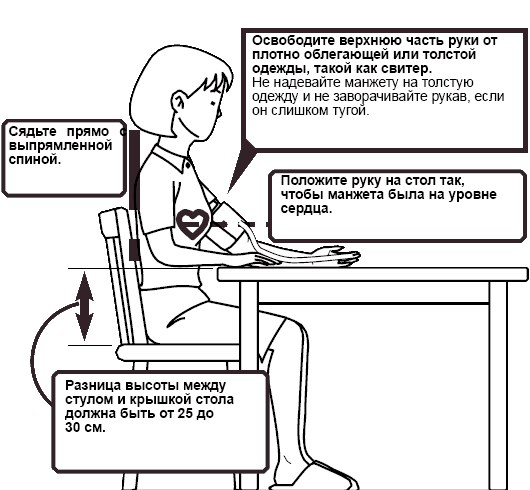 Освободите верхнюю часть руки от
плотно облегающей или толстой
одежды, такой как свитер.
Не надевайте манжету на толстую
одежду и не заворачивайте рукав, если
он слишком тугой.
Сядьте прямо с
выпрямленной
спиной.
Положите руку на стол так,
чтобы манжета была на уровне
сердца.
Разница высоты между
стулом и крышкой стола
должна быть от 25 до
30 см.